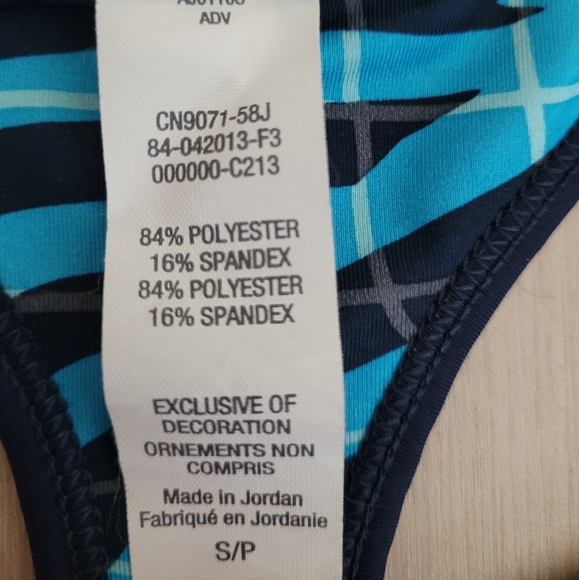 ADV
CN9071-58J
84-042013-F3
000000-C213
84% POLYESTER
16% SPANDEX
84% POLYESTER
16% SPANDEX
EXCLUSIVE OF
DECORATION
ORNEMENTS NON
COMPRIS
Made in Jordan
Fabriqué en Jordanie
S/P